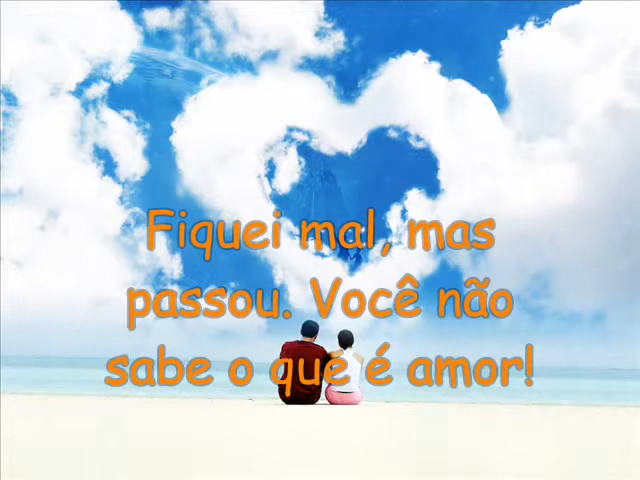 Fiquei mal, mas
passou. Você não
sabe o que é amor!